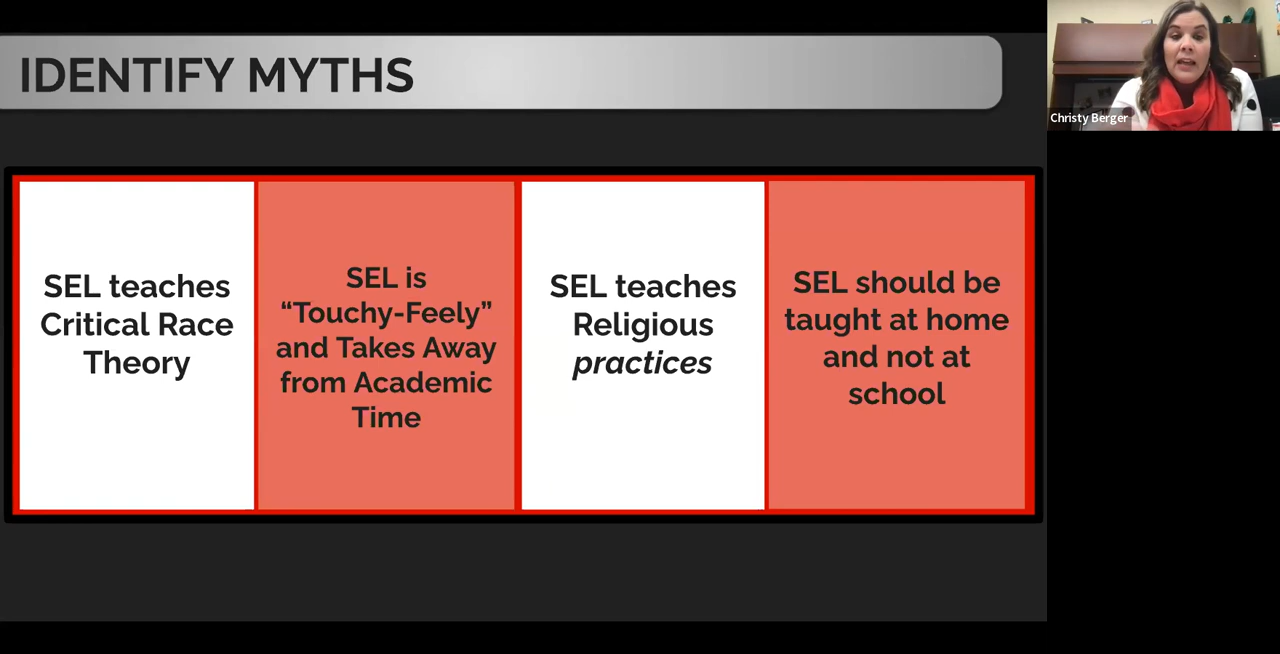 IDENTIFY MYTHS
SEL teaches
Critical Race
Theory
SEL is
“Touchy-Feely”
and Takes Away
from Academic
Time
SEL teaches
Religious
practices
SEL should be
taught at home
and not at
school
Christy Berger